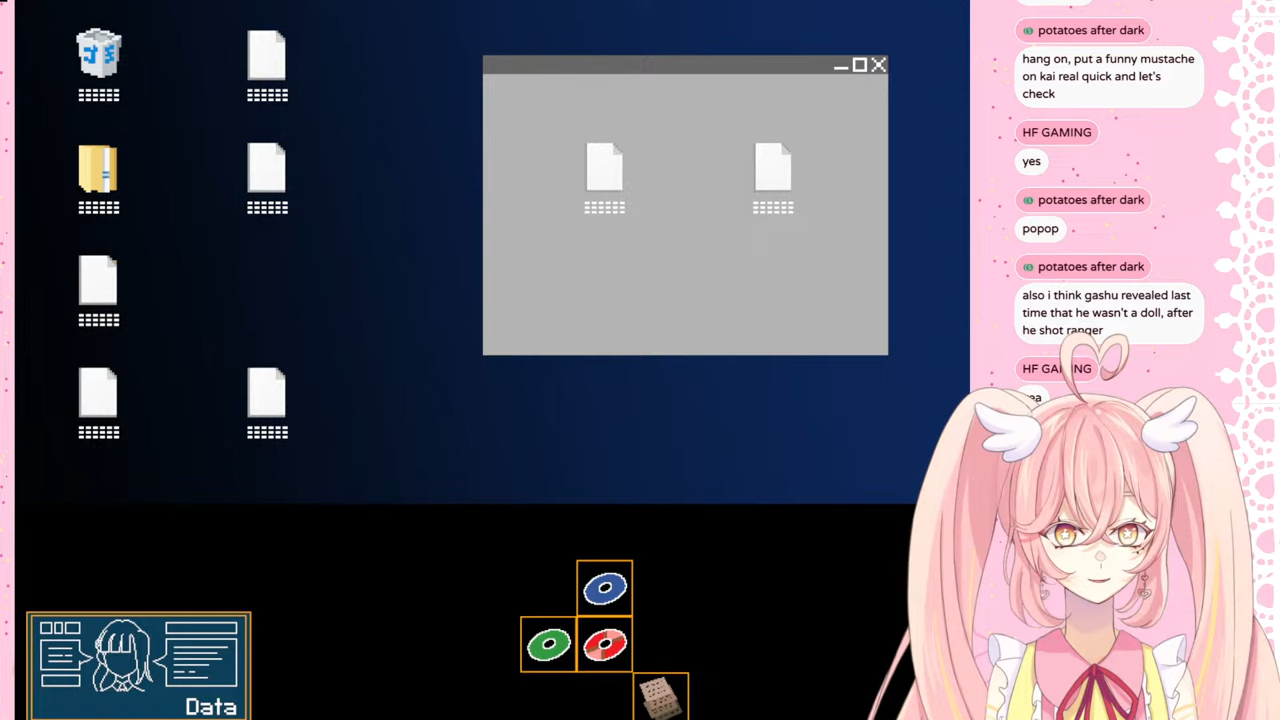 potatoes after dark
hang on, put a funny mustache
on kai real quick and let's
check
HF GAMING
yes
potatoes after dark
popop
potatoes after dark
also i think gashu revealed last
time that he wasn't a doll, after
he shot ranger
HF GAMING
Data